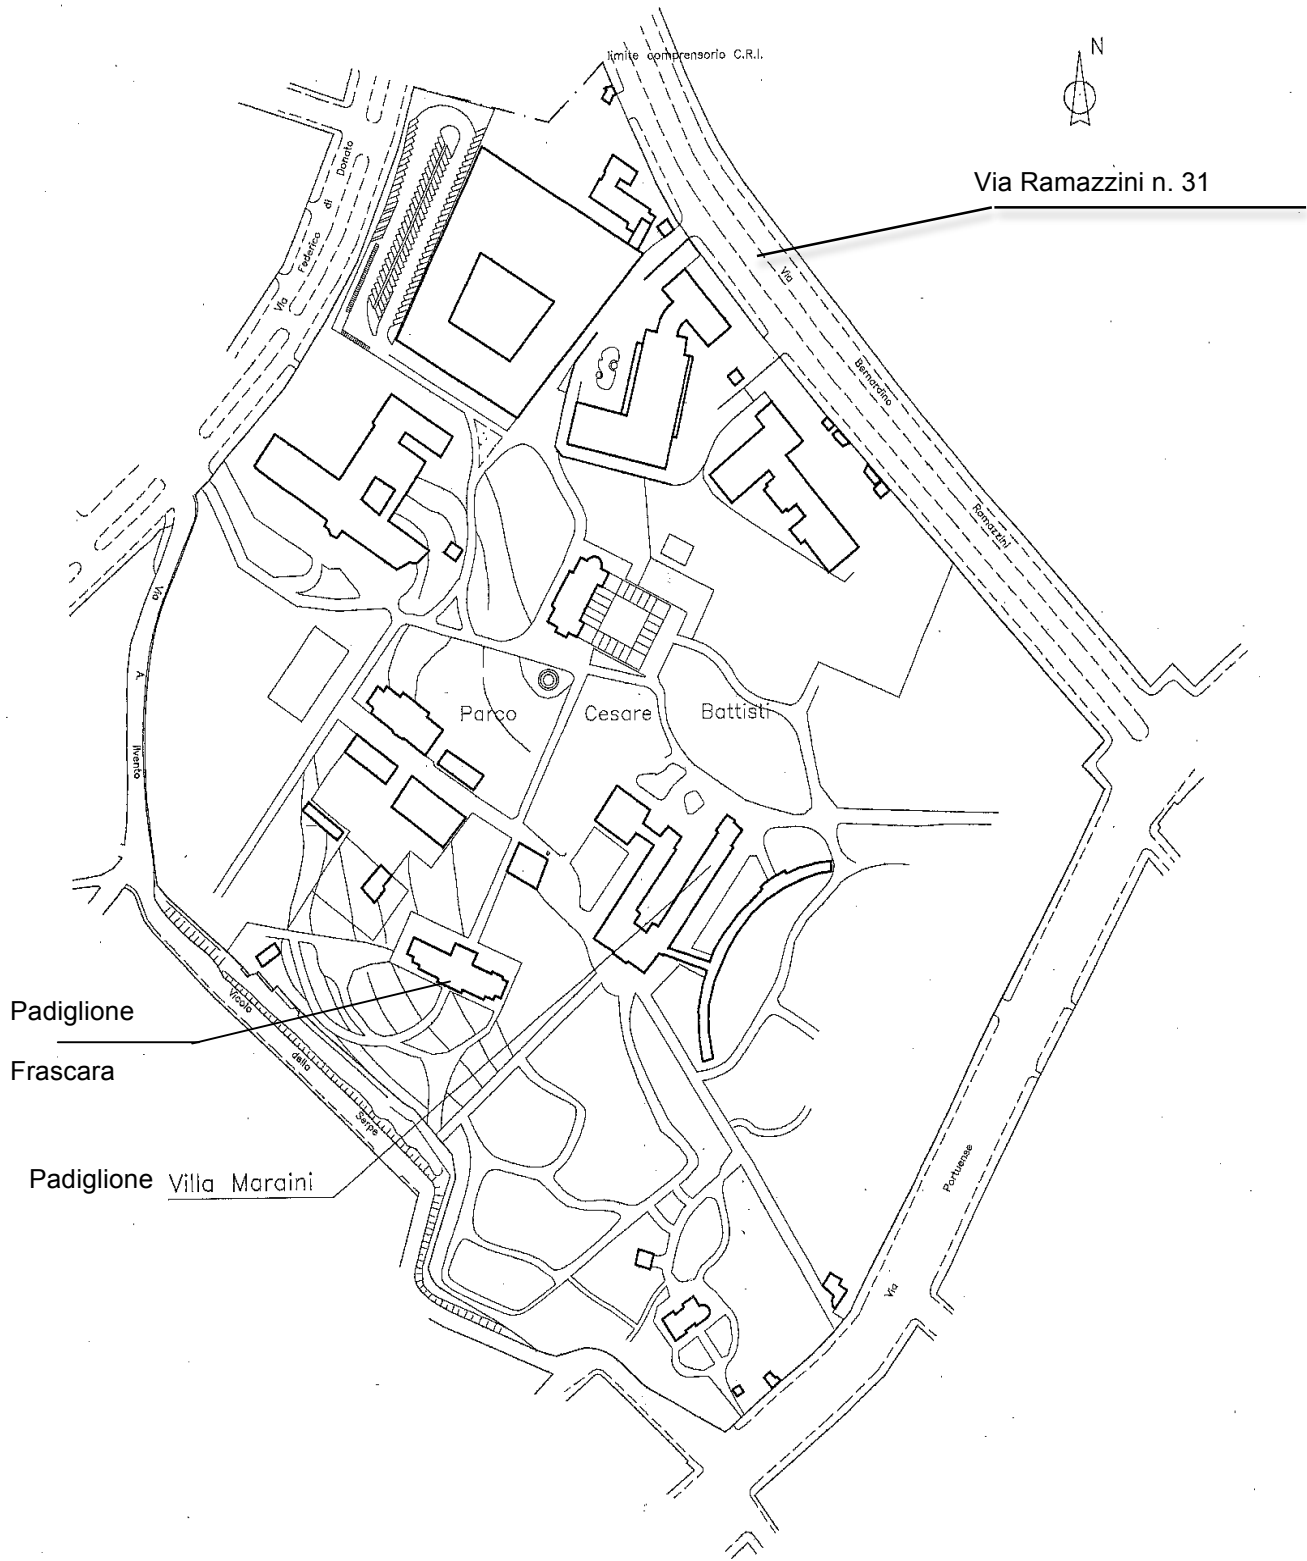 limite comprensorio C.R.I.
N
Via Ramazzini n. 31
Via Federico di Donato
Via Bernardino Ramazzini
Via A. Ilvento
Parco Cesare Battisti
Padiglione
Frascara
Vicolo della Serpe
Padiglione Villa Maraini
Via Portuense